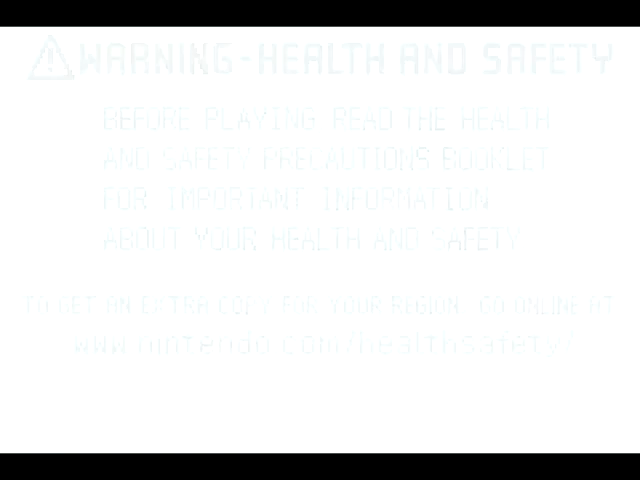 WARNING-HEALTH AND SAFETY
BEFORE PLAYING, READ THE HEALTH
AND SAFETY PRECAUTIONS BOOKLET
FOR IMPORTANT INFORMATION
ABOUT YOUR HEALTH AND SAFETY.
TO GET AN EXTRA COPY FOR YOUR REGION, GO ONLINE AT
www.nintendo.com/healthsafety/